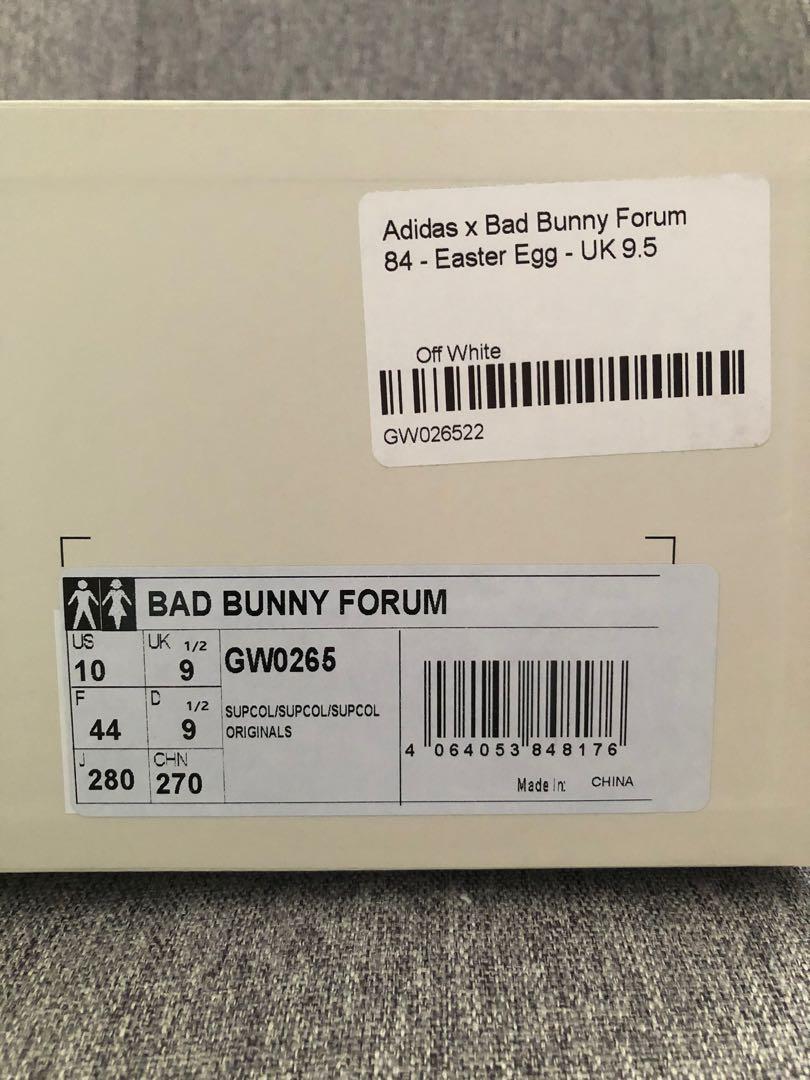 Adidas x Bad Bunny Forum
84 - Easter Egg - UK 9.5
Off White
GW026522
BAD BUNNY FORUM
US
10
UK 1/2
9
GW0265
F
44
D 1/2
9
SUPCOL/SUPCOL/SUPCOL
ORIGINALS
J
280
CHN
270
4 064053 848176
Made In: CHINA